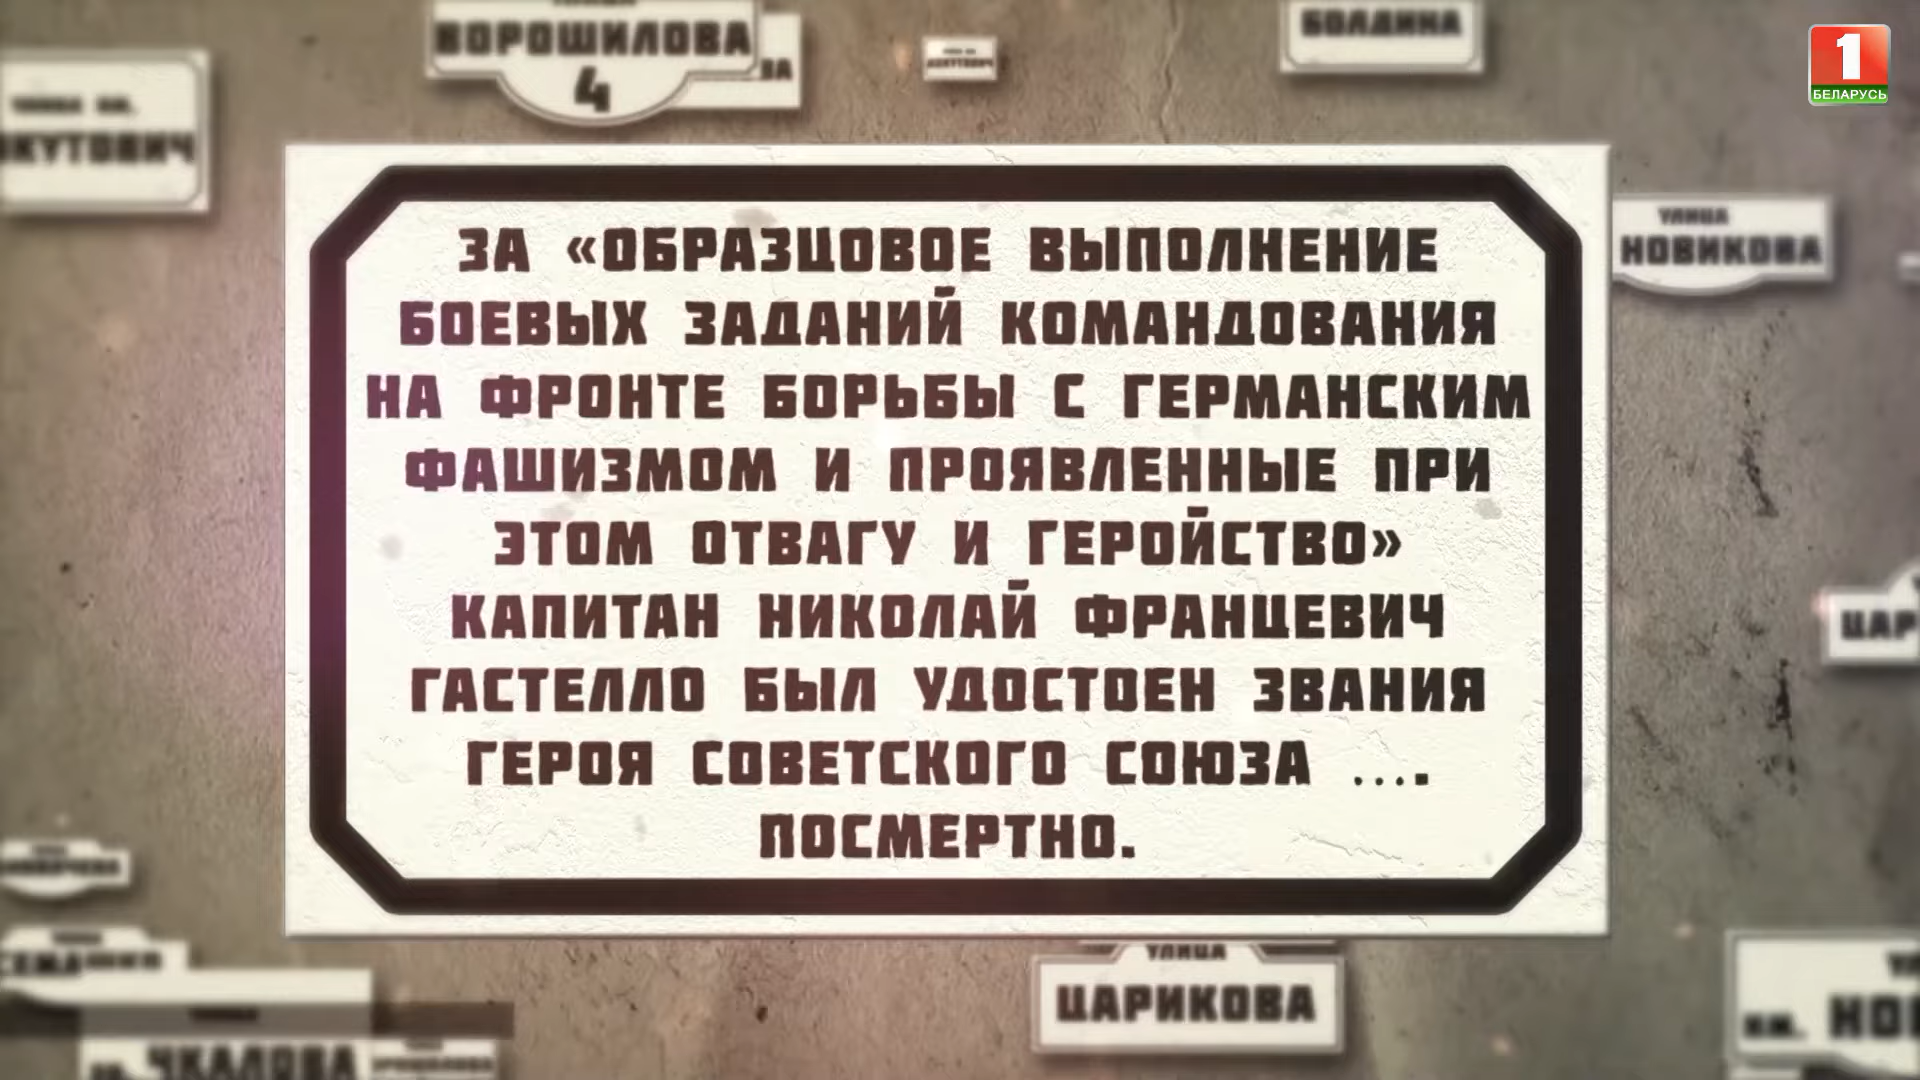 ВОРОШИЛОВА
4
БОЛДИНА
1
БЕЛАРУСЬ
УЛИЦА
НОВИКОВА
ЗА «ОБРАЗЦОВОЕ ВЫПОЛНЕНИЕ
БОЕВЫХ ЗАДАНИЙ КОМАНДОВАНИЯ
НА ФРОНТЕ БОРЬБЫ С ГЕРМАНСКИМ
ФАШИЗМОМ И ПРОЯВЛЕННЫЕ ПРИ
ЭТОМ ОТВАГУ И ГЕРОЙСТВО»
КАПИТАН НИКОЛАЙ ФРАНЦЕВИЧ
ГАСТЕЛЛО БЫЛ УДОСТОЕН ЗВАНИЯ
ГЕРОЯ СОВЕТСКОГО СОЮЗА ....
ПОСМЕРТНО.
УЛИЦА
ЦАРИКОВА
ЧКАЛОВА